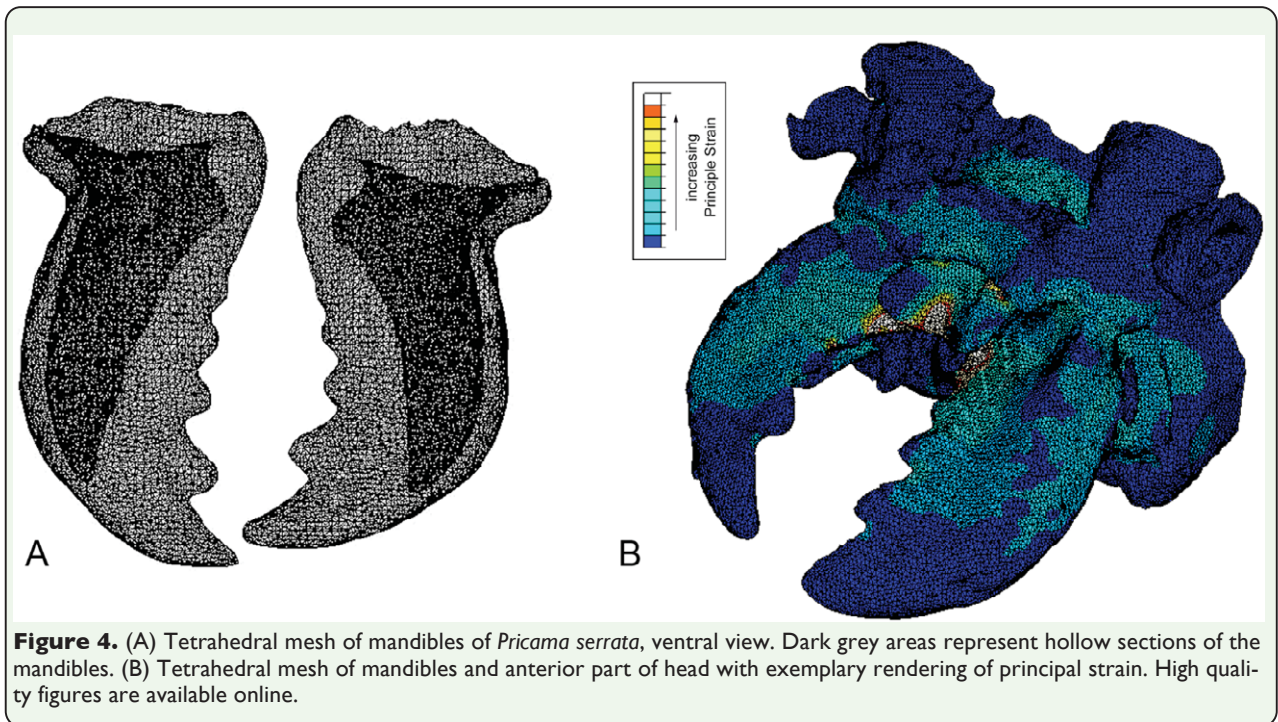 increasing
Principle Strain
A
B
Figure 4. (A) Tetrahedral mesh of mandibles of Pricama serrata, ventral view. Dark grey areas represent hollow sections of the
mandibles. (B) Tetrahedral mesh of mandibles and anterior part of head with exemplary rendering of principal strain. High quali-
ty figures are available online.